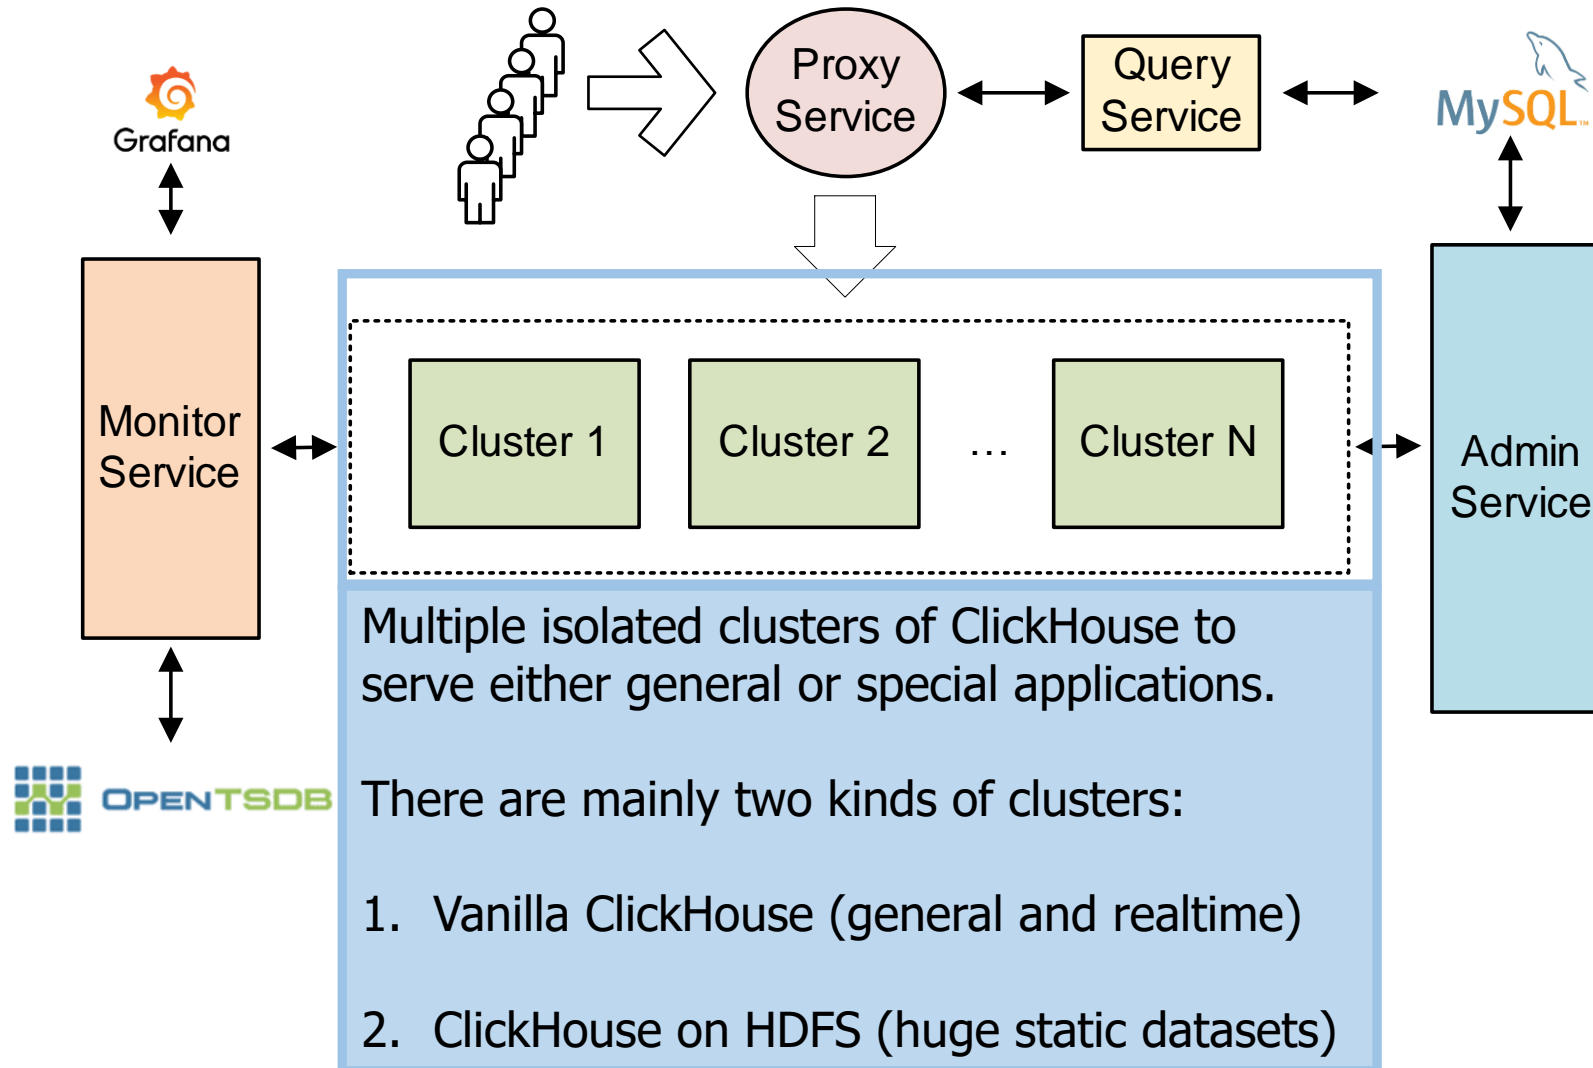 Grafana
Proxy
Service
Query
Service
MySQL™
Monitor
Service
Cluster 1
Cluster 2
...
Cluster N
Admin
Service
OPENTSDB
Multiple isolated clusters of ClickHouse to
serve either general or special applications.
There are mainly two kinds of clusters:
1. Vanilla ClickHouse (general and realtime)
2. ClickHouse on HDFS (huge static datasets)